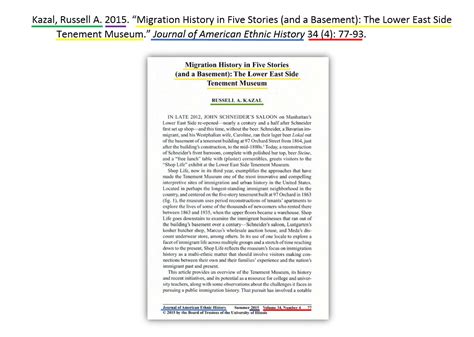 Kazal, Russell A. 2015. “Migration History in Five Stories (and a Basement): The Lower East Side
Tenement Museum.” Journal of American Ethnic History 34 (4): 77-93.
Migration History in Five Stories
(and a Basement): The Lower East Side
Tenement Museum
RUSSELL A. KAZAL
IN LATE 2012, JOHN SCHNEIDER'S SALOON on Manhattan's
Lower East Side re-opened—nearly a century and a half after Schneider
first set up shop—and this time, without the beer. Schneider, a Bavarian im-
migrant, and his Westphalian wife, Caroline, ran their lager beer Lokal out
of the basement of a tenement building at 97 Orchard Street from 1864, just
after the building's construction, to the mid-1880s. Today, a reconstruction
of Schneider's front barroom, complete with polished bar top, beer Steine,
and a "free lunch" table with (plaster) comestibles, greets visitors to the
"Shop Life" exhibit at the Lower East Side Tenement Museum.
Shop Life, now in its third year, exemplifies the approaches that have
made the Tenement Museum one of the most innovative and compelling
interpretive sites of immigration and urban history in the United States.
Located in perhaps the longest-standing immigrant neighborhood in the
country, and centered on the five-story tenement built at 97 Orchard in 1863
(fig. 1), the museum uses period reconstructions of tenants' apartments to
explore the lives of some of the thousands of newcomers who rented there
between 1863 and 1935, when the upper floors became a warehouse. Shop
Life goes downstairs to examine the immigrant businesses that ran out of
the building's basement over a century—Schneider's saloon, Lustgarten's
kosher butcher shop, Marcus's wholesale auction house, and Meda's dis-
count underwear store, among others. In its use of one locale to explore a
facet of immigrant life across multiple groups and a stretch of time reaching
down to the present, Shop Life reflects the museum's focus on immigration
history as a multi-ethnic matter that should involve visitors making con-
nections between their own and their families' experience and the nation's
immigrant past and present.
This article provides an overview of the Tenement Museum, its history
and recent initiatives, and its potential as a resource for college and univer-
sity teachers, along with some observations about the challenges it faces in
pursuing a public immigration history. That pursuit has involved a notable
Journal of American Ethnic History Summer 2015 Volume 34, Number 4 77
© 2015 by the Board of Trustees of the University of Illinois